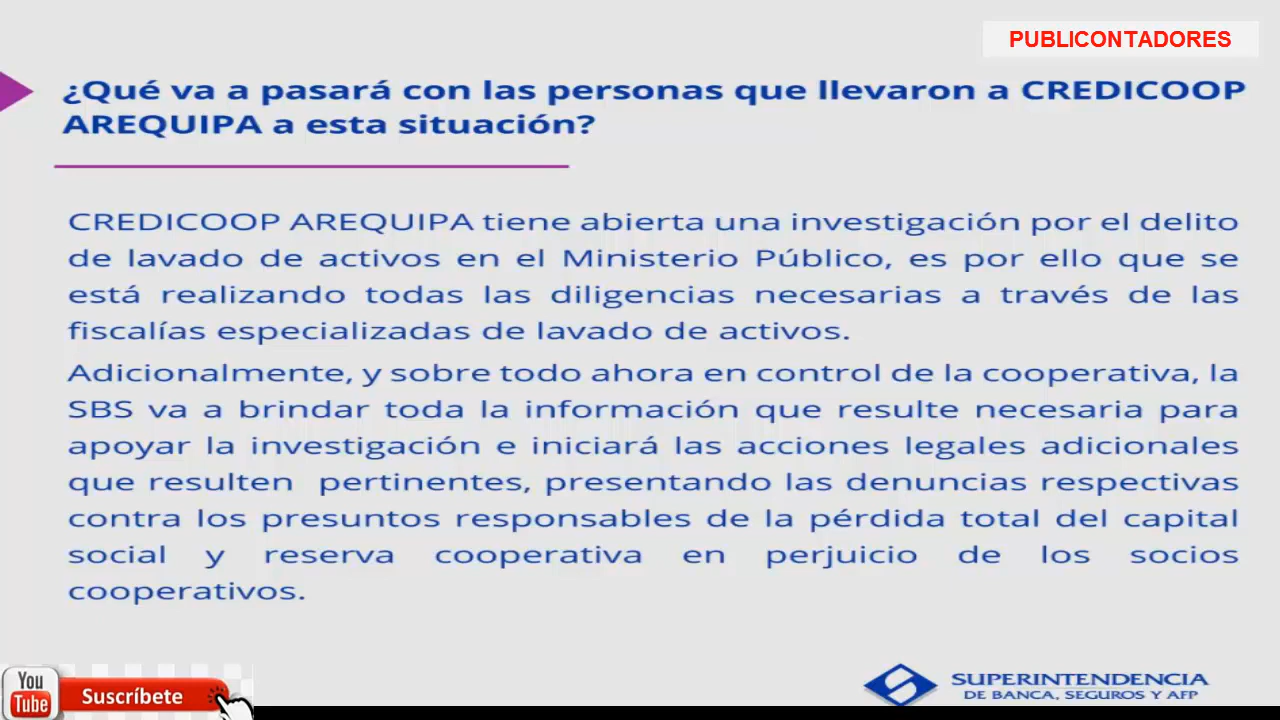 PUBLICONTADORES
¿Qué va a pasará con las personas que llevaron a CREDICOOP
AREQUIPA a esta situación?
CREDICOOP AREQUIPA tiene abierta una investigación por el delito
de lavado de activos en el Ministerio Público, es por ello que se
está realizando todas las diligencias necesarias a través de las
fiscalías especializadas de lavado de activos.
Adicionalmente, y sobre todo ahora en control de la cooperativa, la
SBS va a brindar toda la información que resulte necesaria para
apoyar la investigación e iniciará las acciones legales adicionales
que resulten pertinentes, presentando las denuncias respectivas
contra los presuntos responsables de la pérdida total del capital
social y reserva cooperativa en perjuicio de los socios
cooperativos.
You
Tube
Suscríbete
SUPERINTENDENCIA
DE BANCA, SEGUROS Y AFP